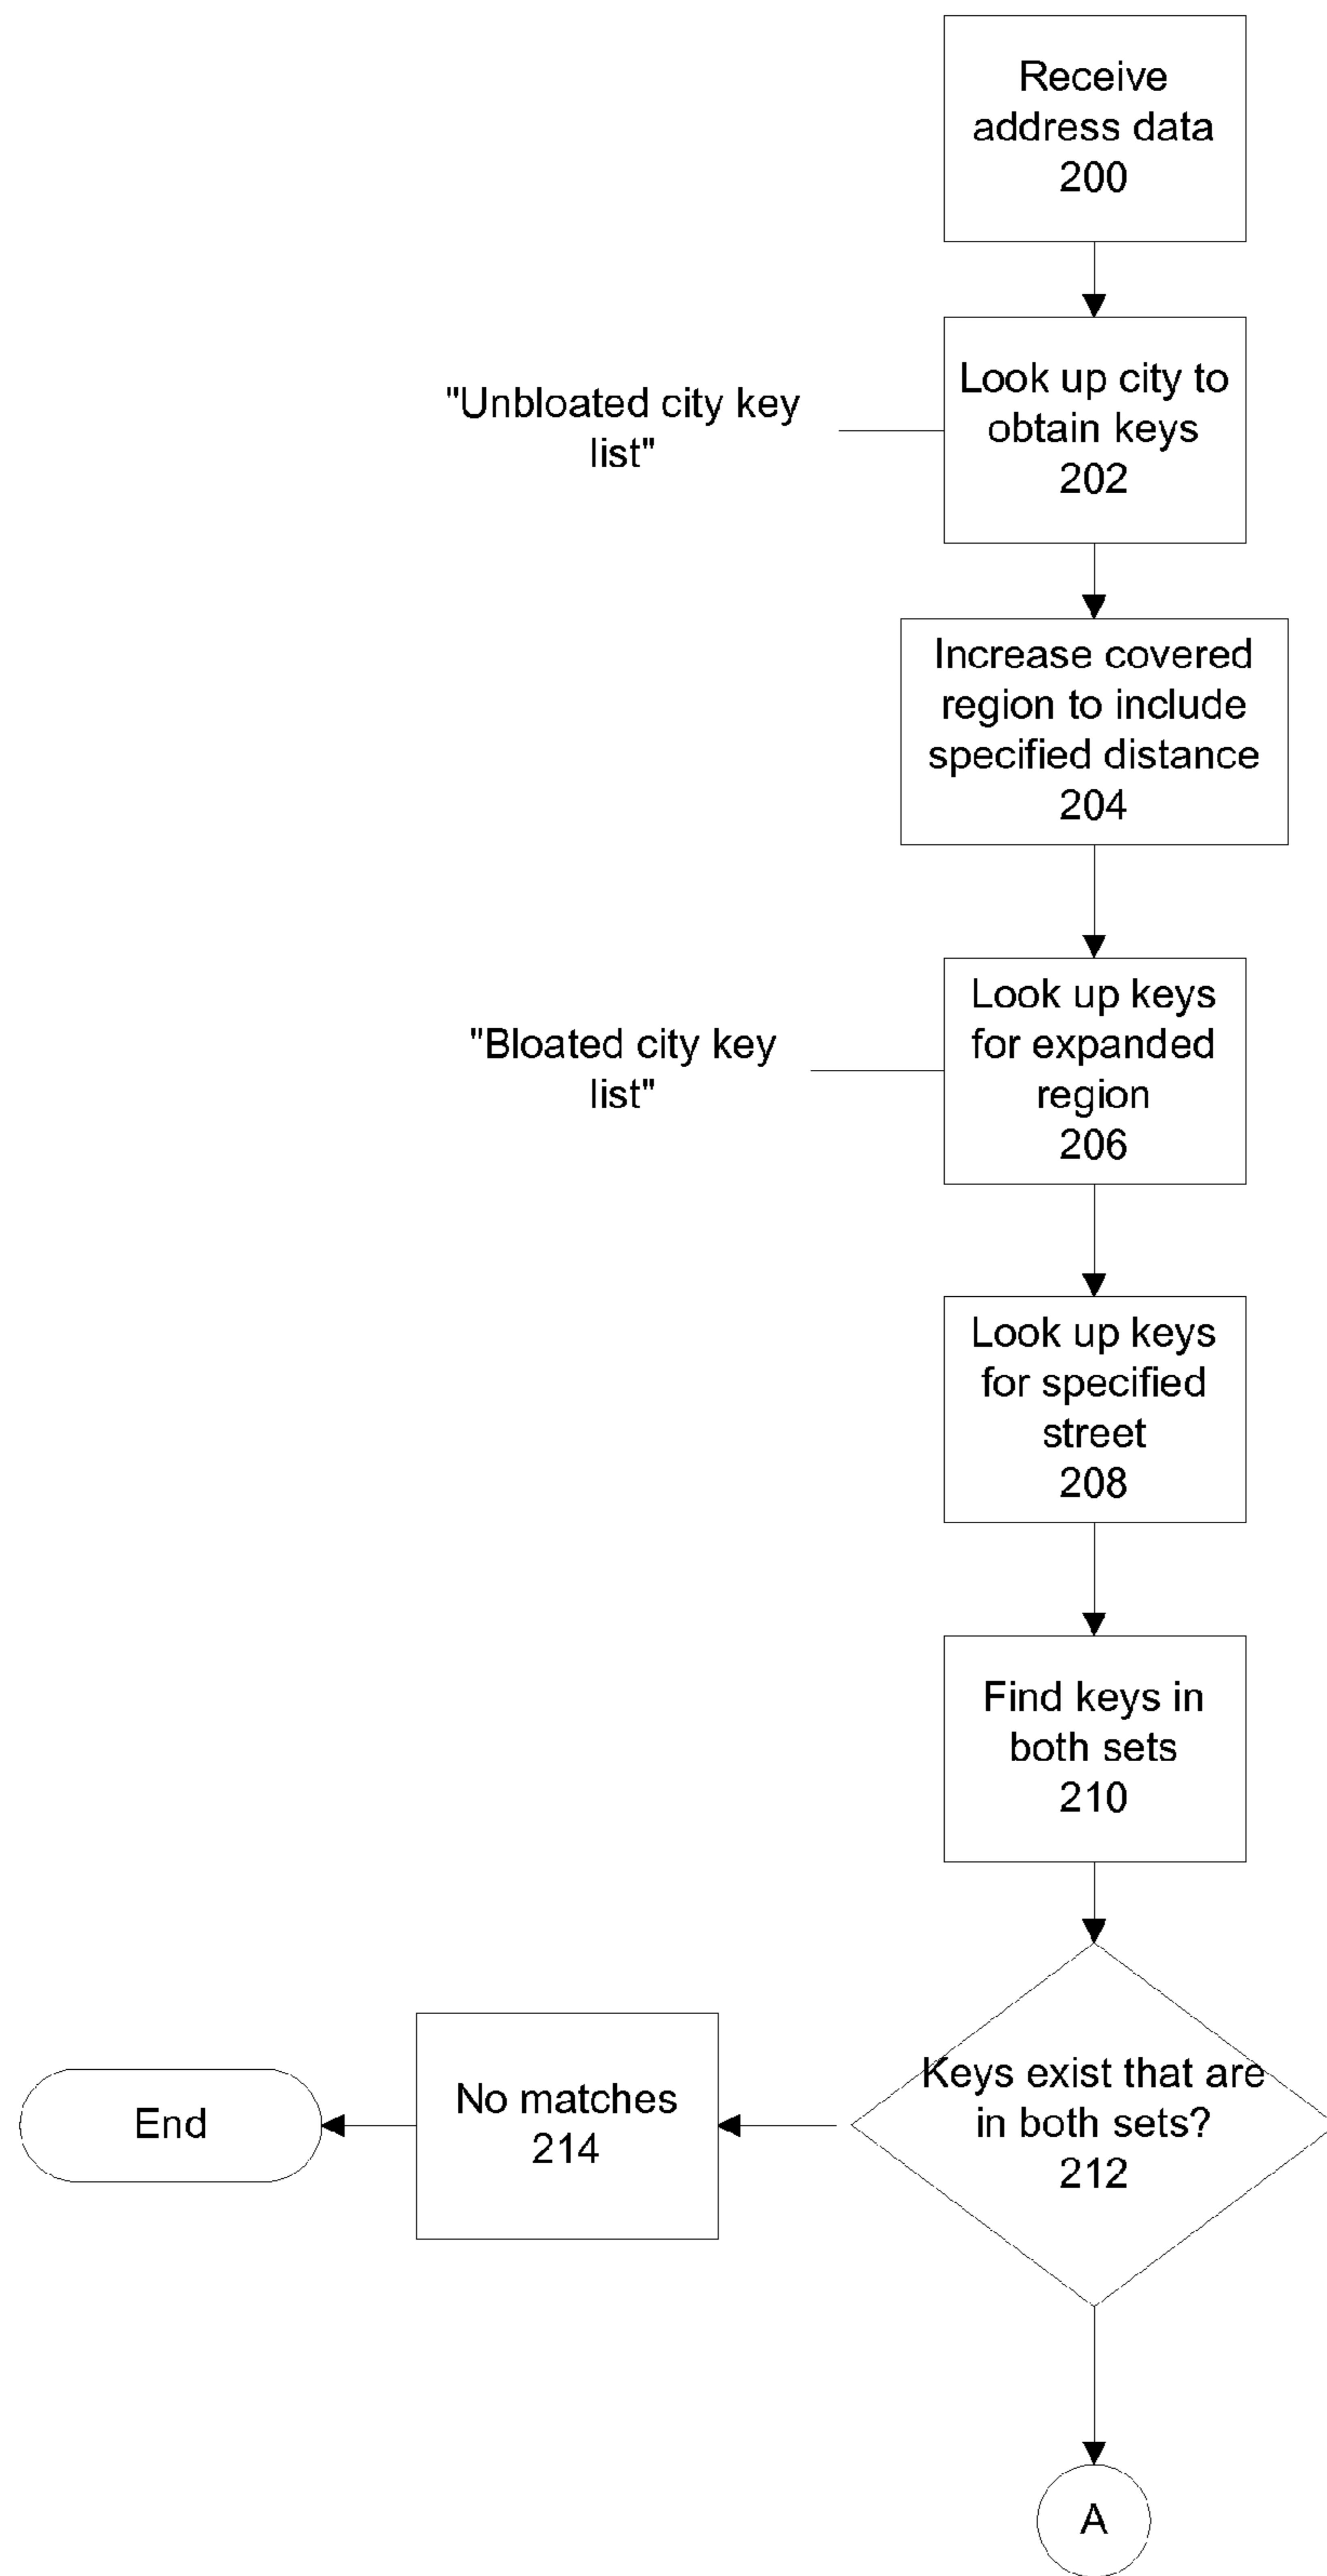 Receive
address data
200
"Unbloated city key
list"
Look up city to
obtain keys
202
Increase covered
region to include
specified distance
204
"Bloated city key
list"
Look up keys
for expanded
region
206
Look up keys
for specified
street
208
Find keys in
both sets
210
Keys exist that are
in both sets?
212
No matches
214
End
A